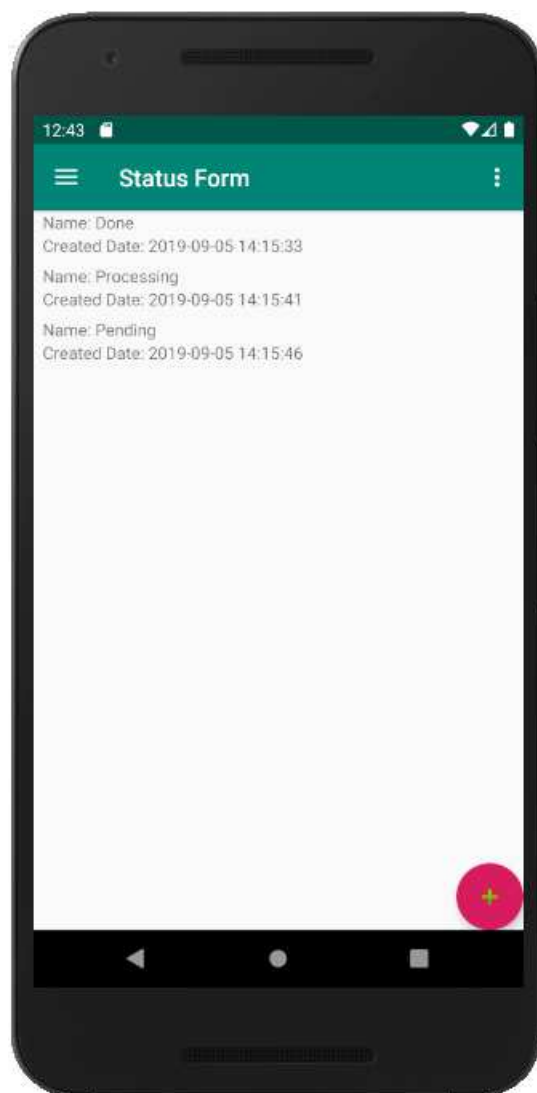 12:43
Status Form
Name: Done
Created Date: 2019-09-05 14:15:33
Name: Processing
Created Date: 2019-09-05 14:15:41
Name: Pending
Created Date: 2019-09-05 14:15:46